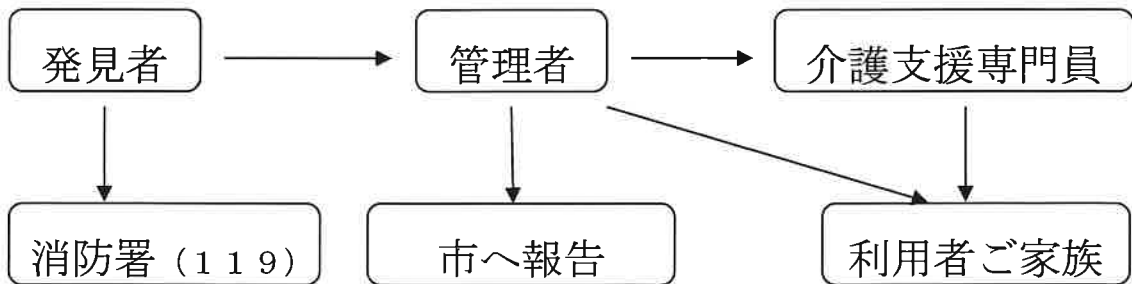 発見者
管理者
介護支援専門員
消防署（１１９）
市へ報告
利用者ご家族